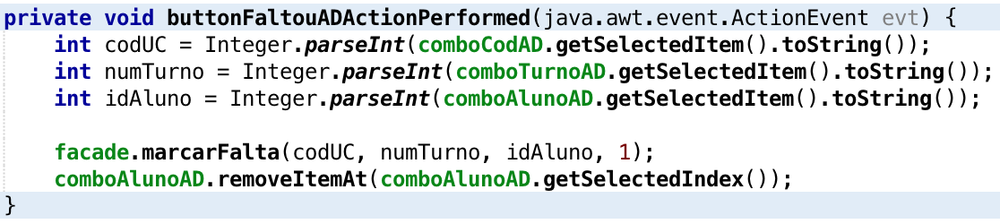 private void buttonFaltouADActionPerformed(java.awt.event.ActionEvent evt) {
    int codUC = Integer.parseInt(comboCodAD.getSelectedItem().toString());
    int numTurno = Integer.parseInt(comboTurnoAD.getSelectedItem().toString());
    int idAluno = Integer.parseInt(comboAlunoAD.getSelectedItem().toString());

    facade.marcarFalta(codUC, numTurno, idAluno, 1);
    comboAlunoAD.removeItemAt(comboAlunoAD.getSelectedIndex());
}